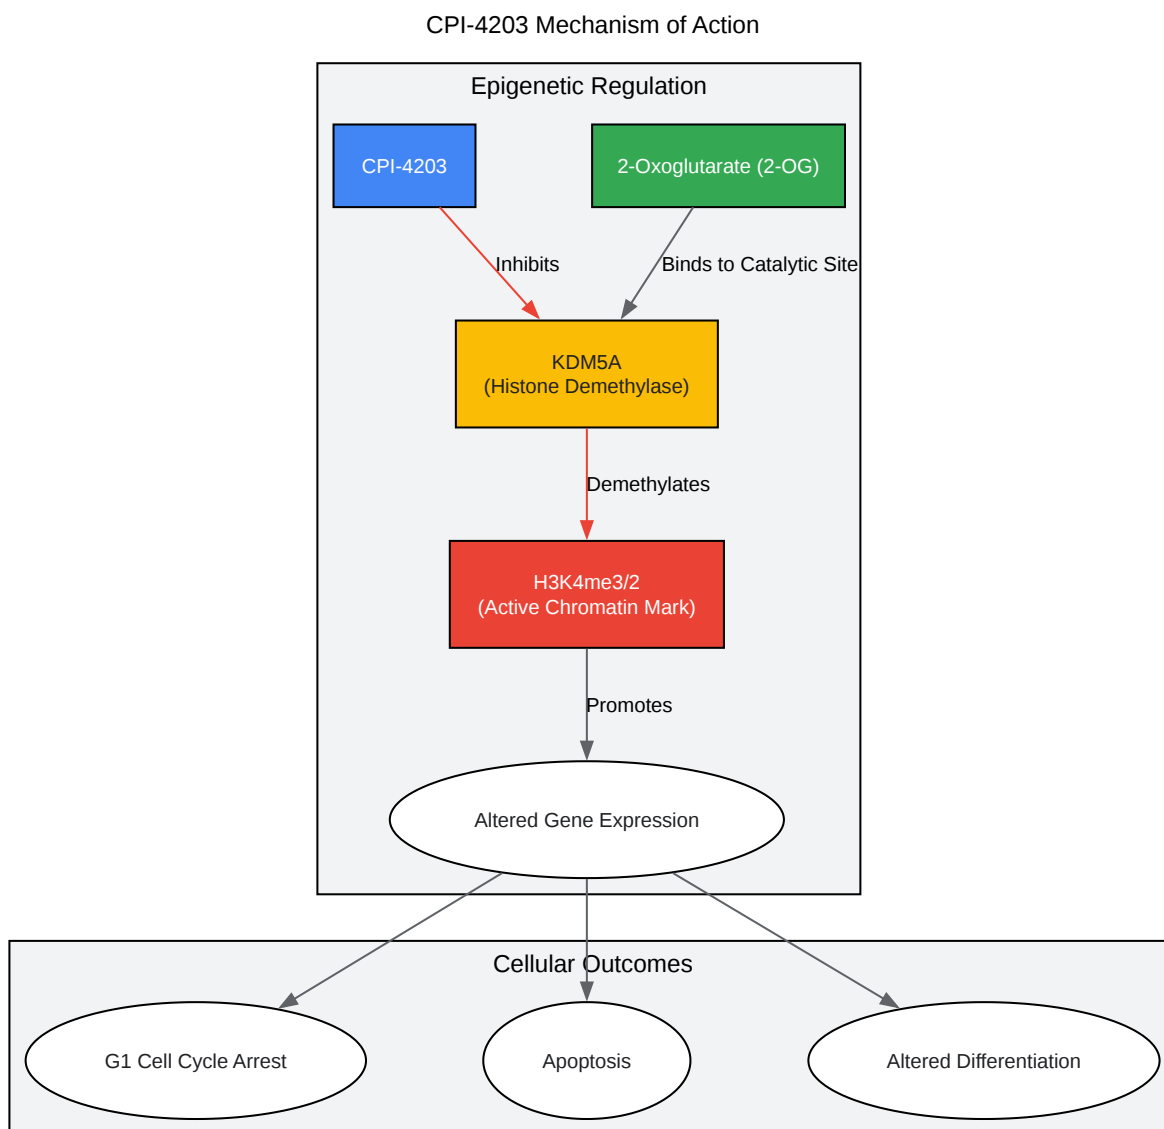 CPI-4203 Mechanism of Action
Epigenetic Regulation
CPI-4203
2-Oxoglutarate (2-OG)
Inhibits
Binds to Catalytic Site
KDM5A
(Histone Demethylase)
Demethylates
H3K4me3/2
(Active Chromatin Mark)
Promotes
Altered Gene Expression
Cellular Outcomes
G1 Cell Cycle Arrest
Apoptosis
Altered Differentiation